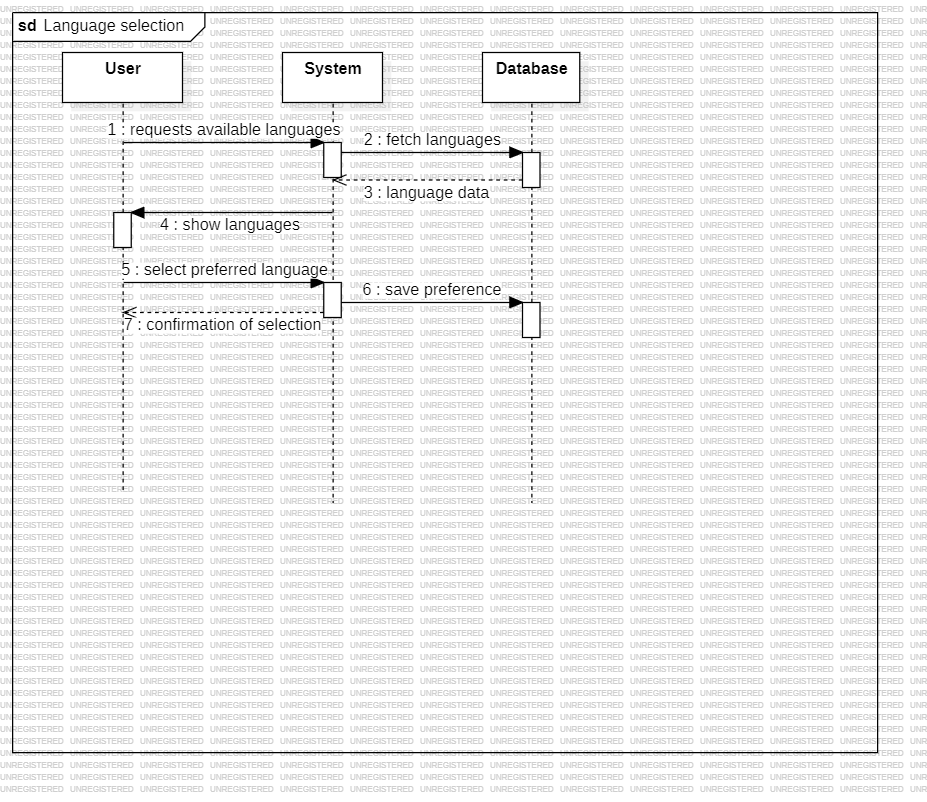 sd Language selection
User
System
Database
1 : requests available languages
2 : fetch languages
3 : language data
4 : show languages
5 : select preferred language
6 : save preference
7 : confirmation of selection
UNREGISTERED